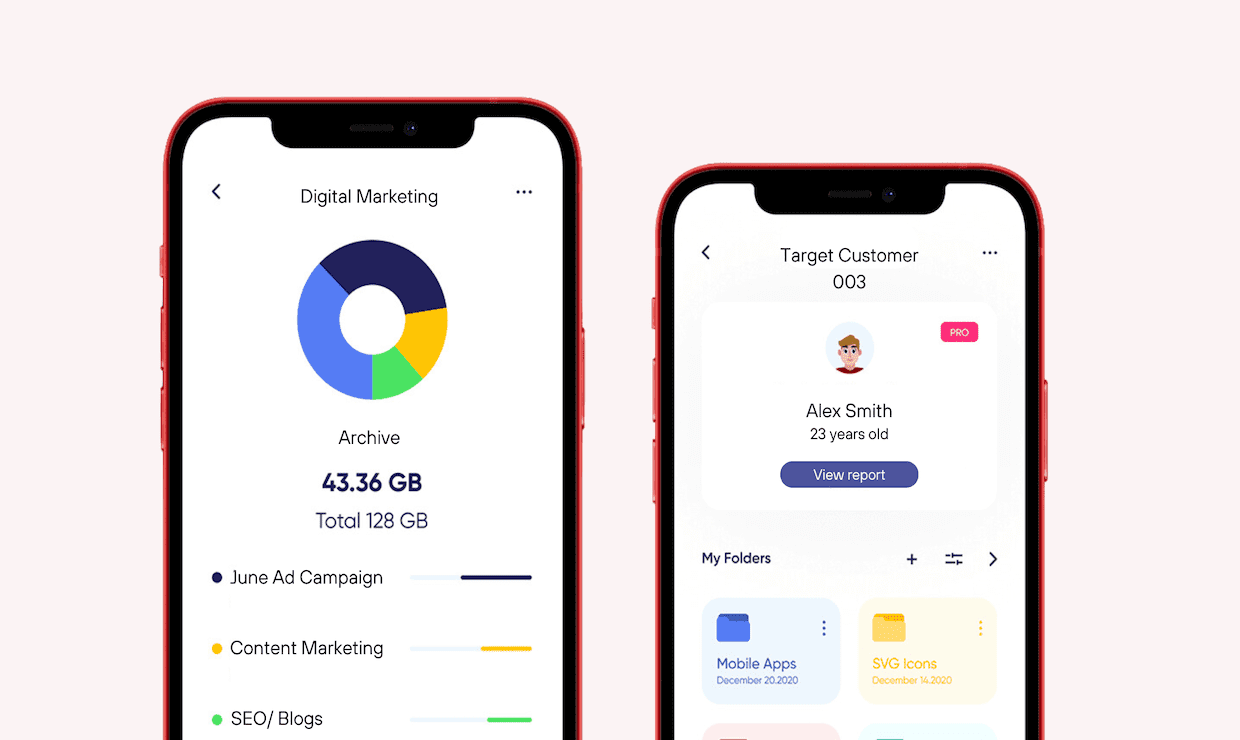 Digital Marketing
Archive
43.36 GB
Total 128 GB
June Ad Campaign
Content Marketing
SEO/ Blogs
Target Customer
003
PRO
Alex Smith
23 years old
View report
My Folders
Mobile Apps
December 20.2020
SVG Icons
December 14.2020